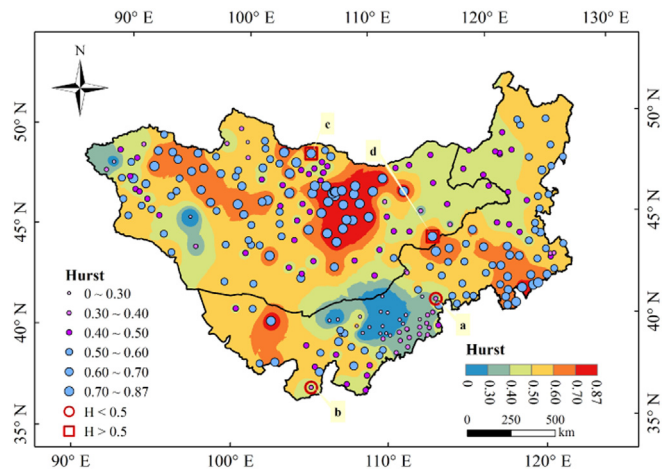 90° E 100° E 110° E 120° E 130° E
N
c
d
50° N 50° N
45° N 45° N
40° N 40° N
35° N 35° N
a
b
Hurst
0 ~ 0.30
0.30 ~ 0.40
0.40 ~ 0.50
0.50 ~ 0.60
0.60 ~ 0.70
0.70 ~ 0.87
H < 0.5
H > 0.5
Hurst
0 0.30 0.40 0.50 0.60 0.70 0.87
0 250 500
km
90° E 100° E 110° E 120° E